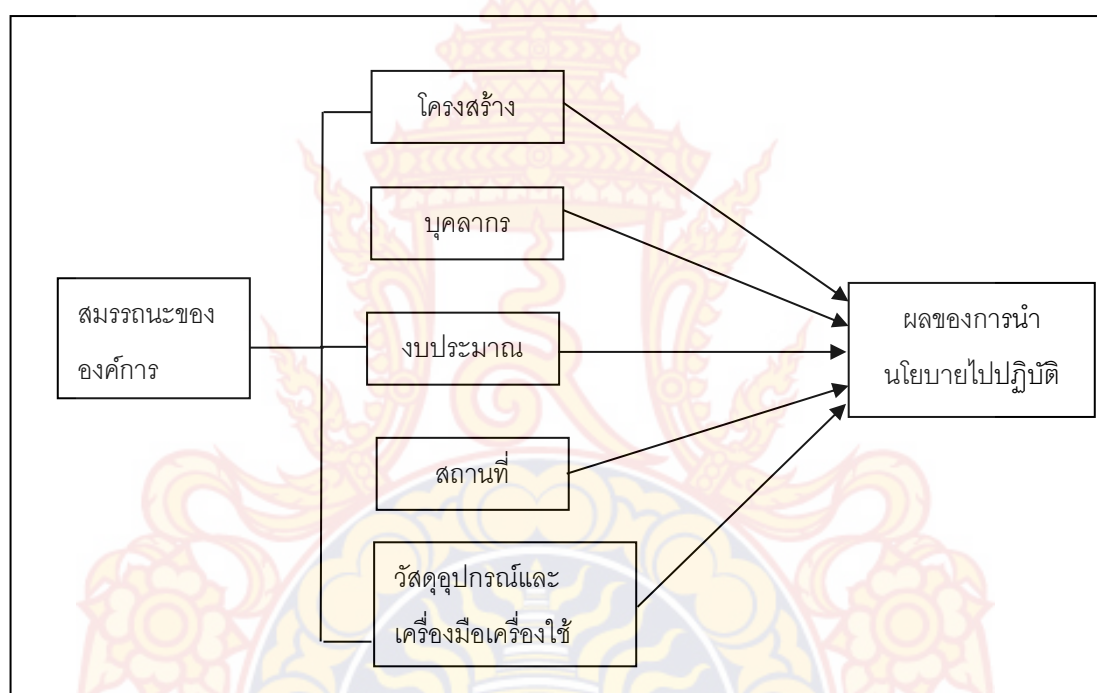 โครงสร้าง
บุคลากร
สมรรถนะของ
องค์การ
งบประมาณ
ผลของการนำ
นโยบายไปปฏิบัติ
สถานที่
วัสดุอุปกรณ์และ
เครื่องมือเครื่องใช้